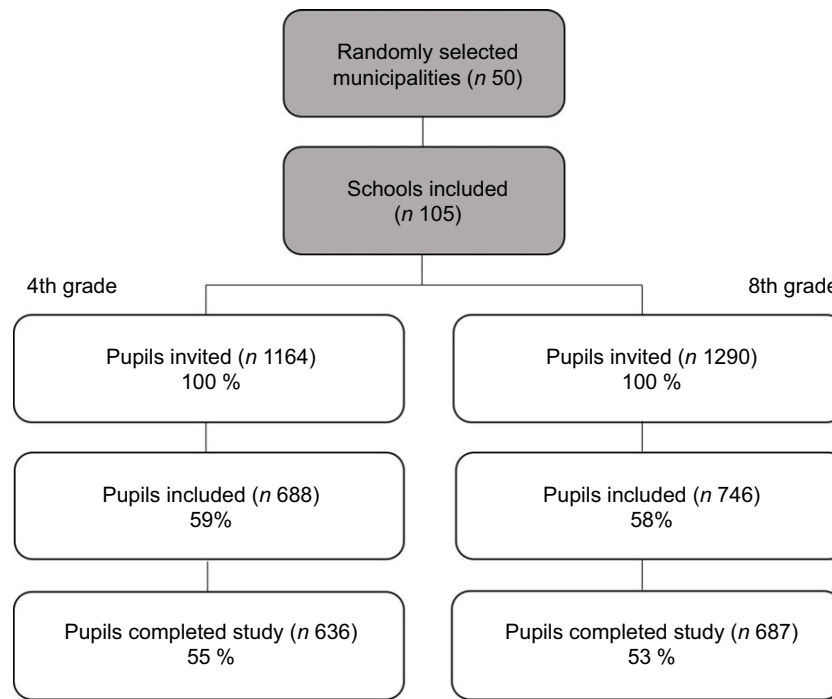 Randomly selected
municipalities (n 50)
Schools included
(n 105)
4th grade
8th grade
Pupils invited (n 1164)
100 %
Pupils invited (n 1290)
100 %
Pupils included (n 688)
59%
Pupils included (n 746)
58%
Pupils completed study (n 636)
55 %
Pupils completed study (n 687)
53 %